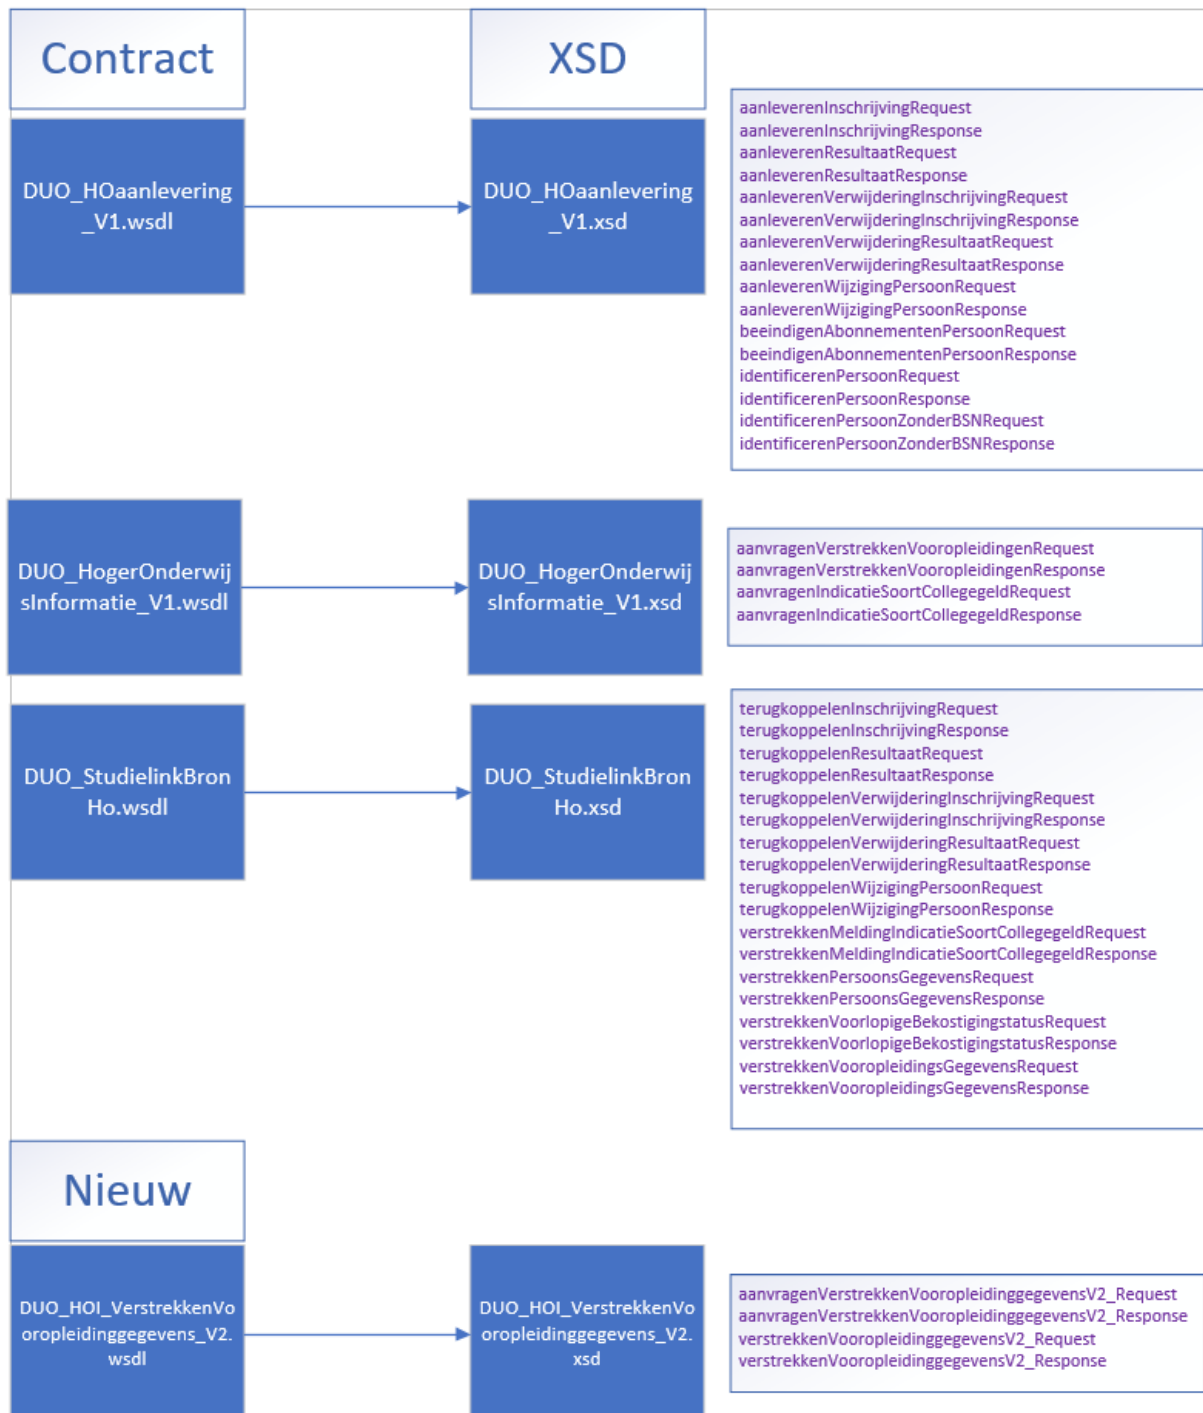 Contract
XSD
DUO_HOaanlevering
_V1.wsdl
DUO_HOaanlevering
_V1.xsd
aanleverenInschrijvingRequest
aanleverenInschrijvingResponse
aanleverenResultaatRequest
aanleverenResultaatResponse
aanleverenVerwijderingInschrijvingRequest
aanleverenVerwijderingInschrijvingResponse
aanleverenVerwijderingResultaatRequest
aanleverenVerwijderingResultaatResponse
aanleverenWijzigingPersoonRequest
aanleverenWijzigingPersoonResponse
beeindigenAbonnementenPersoonRequest
beeindigenAbonnementenPersoonResponse
identificerenPersoonRequest
identificerenPersoonResponse
identificerenPersoonZonderBSNRequest
identificerenPersoonZonderBSNResponse
DUO_HogerOnderwij
sInformatie_V1.wsdl
DUO_HogerOnderwij
sInformatie_V1.xsd
aanvragenVerstrekkenVooropleidingenRequest
aanvragenVerstrekkenVooropleidingenResponse
aanvragenIndicatieSoortCollegegeldRequest
aanvragenIndicatieSoortCollegegeldResponse
DUO_StudielinkBron
Ho.wsdl
DUO_StudielinkBron
Ho.xsd
terugkoppelenInschrijvingRequest
terugkoppelenInschrijvingResponse
terugkoppelenResultaatRequest
terugkoppelenResultaatResponse
terugkoppelenVerwijderingInschrijvingRequest
terugkoppelenVerwijderingInschrijvingResponse
terugkoppelenVerwijderingResultaatRequest
terugkoppelenVerwijderingResultaatResponse
terugkoppelenWijzigingPersoonRequest
terugkoppelenWijzigingPersoonResponse
verstrekkenMeldingIndicatieSoortCollegegeldRequest
verstrekkenMeldingIndicatieSoortCollegegeldResponse
verstrekkenPersoonsGegevensRequest
verstrekkenPersoonsGegevensResponse
verstrekkenVoorlopigeBekostigingstatusRequest
verstrekkenVoorlopigeBekostigingstatusResponse
verstrekkenVooropleidingsGegevensRequest
verstrekkenVooropleidingsGegevensResponse
Nieuw
DUO_HOI_VerstrekkenVo
oropleidinggegevens_V2.
wsdl
DUO_HOI_VerstrekkenVo
oropleidinggegevens_V2.
xsd
aanvragenVerstrekkenVooropleidinggegevensV2_Request
aanvragenVerstrekkenVooropleidinggegevensV2_Response
verstrekkenVooropleidinggegevensV2_Request
verstrekkenVooropleidinggegevensV2_Response